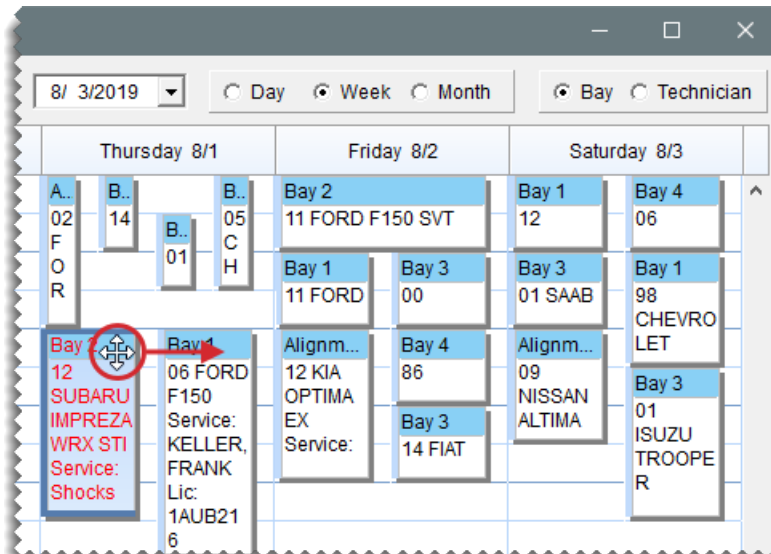 8/ 3/2019
Day Week Month
Bay Technician
Thursday 8/1
Friday 8/2
Saturday 8/3
A..
02
F
O
R
B..
14
B..
01
B..
05
C
H
Bay 2
12
SUBARU
IMPREZA
WRX STI
Service:
Shocks
Bay 1
06 FORD
F150
Service:
KELLER,
FRANK
Lic:
1AUB21
6
Bay 2
11 FORD F150 SVT
Bay 1
11 FORD
Bay 3
00
Alignm...
12 KIA
OPTIMA
EX
Service:
Bay 4
86
Bay 3
14 FIAT
Bay 1
12
Bay 4
06
Bay 3
01 SAAB
Bay 1
98
CHEVRO
LET
Alignm...
09
NISSAN
ALTIMA
Bay 3
01
ISUZU
TROOPE
R